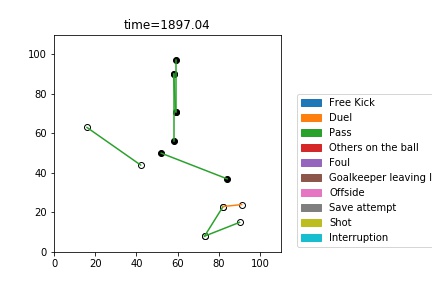 time=1897.04
100
80
60
40
20
0
0 20 40 60 80 100
Free Kick
Duel
Pass
Others on the ball
Foul
Goalkeeper leaving l
Offside
Save attempt
Shot
Interruption